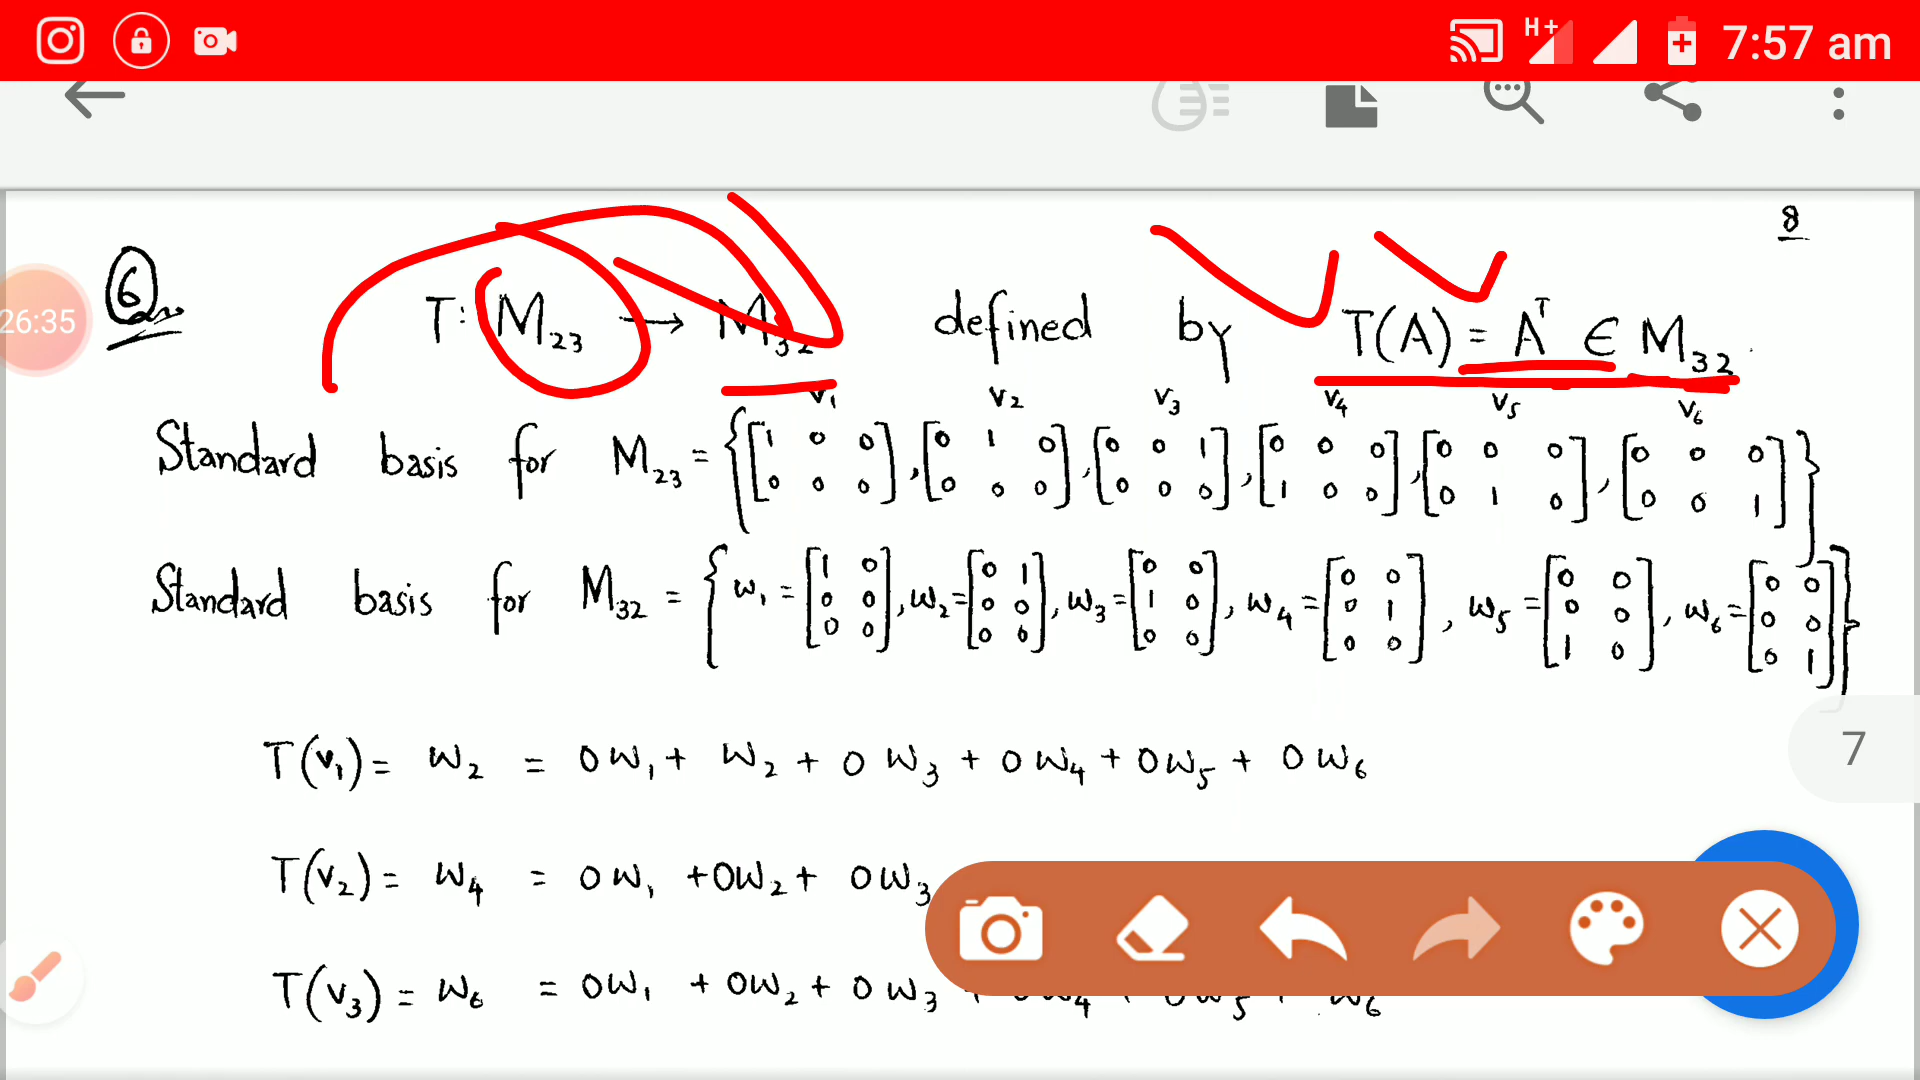 H+ 7:57 am
8
26:35
6
T: M₂₃ → M₃₂ defined by T(A) = Aᵀ ∈ M₃₂.
v₁ v₂ v₃ v₄ v₅ v₆
Standard basis for M₂₃ = { [1 0 0; 0 0 0], [0 1 0; 0 0 0], [0 0 1; 0 0 0], [0 0 0; 1 0 0], [0 0 0; 0 1 0], [0 0 0; 0 0 1] }
Standard basis for M₃₂ = { w₁ = [1 0; 0 0; 0 0], w₂ = [0 1; 0 0; 0 0], w₃ = [0 0; 1 0; 0 0], w₄ = [0 0; 0 1; 0 0], w₅ = [0 0; 0 0; 1 0], w₆ = [0 0; 0 0; 0 1] }
7
T(v₁) = w₂ = 0w₁ + w₂ + 0w₃ + 0w₄ + 0w₅ + 0w₆
T(v₂) = w₄ = 0w₁ + 0w₂ + 0w₃
T(v₃) = w₆ = 0w₁ + 0w₂ + 0w₃ + 0w₄ + 0w₅ + w₆